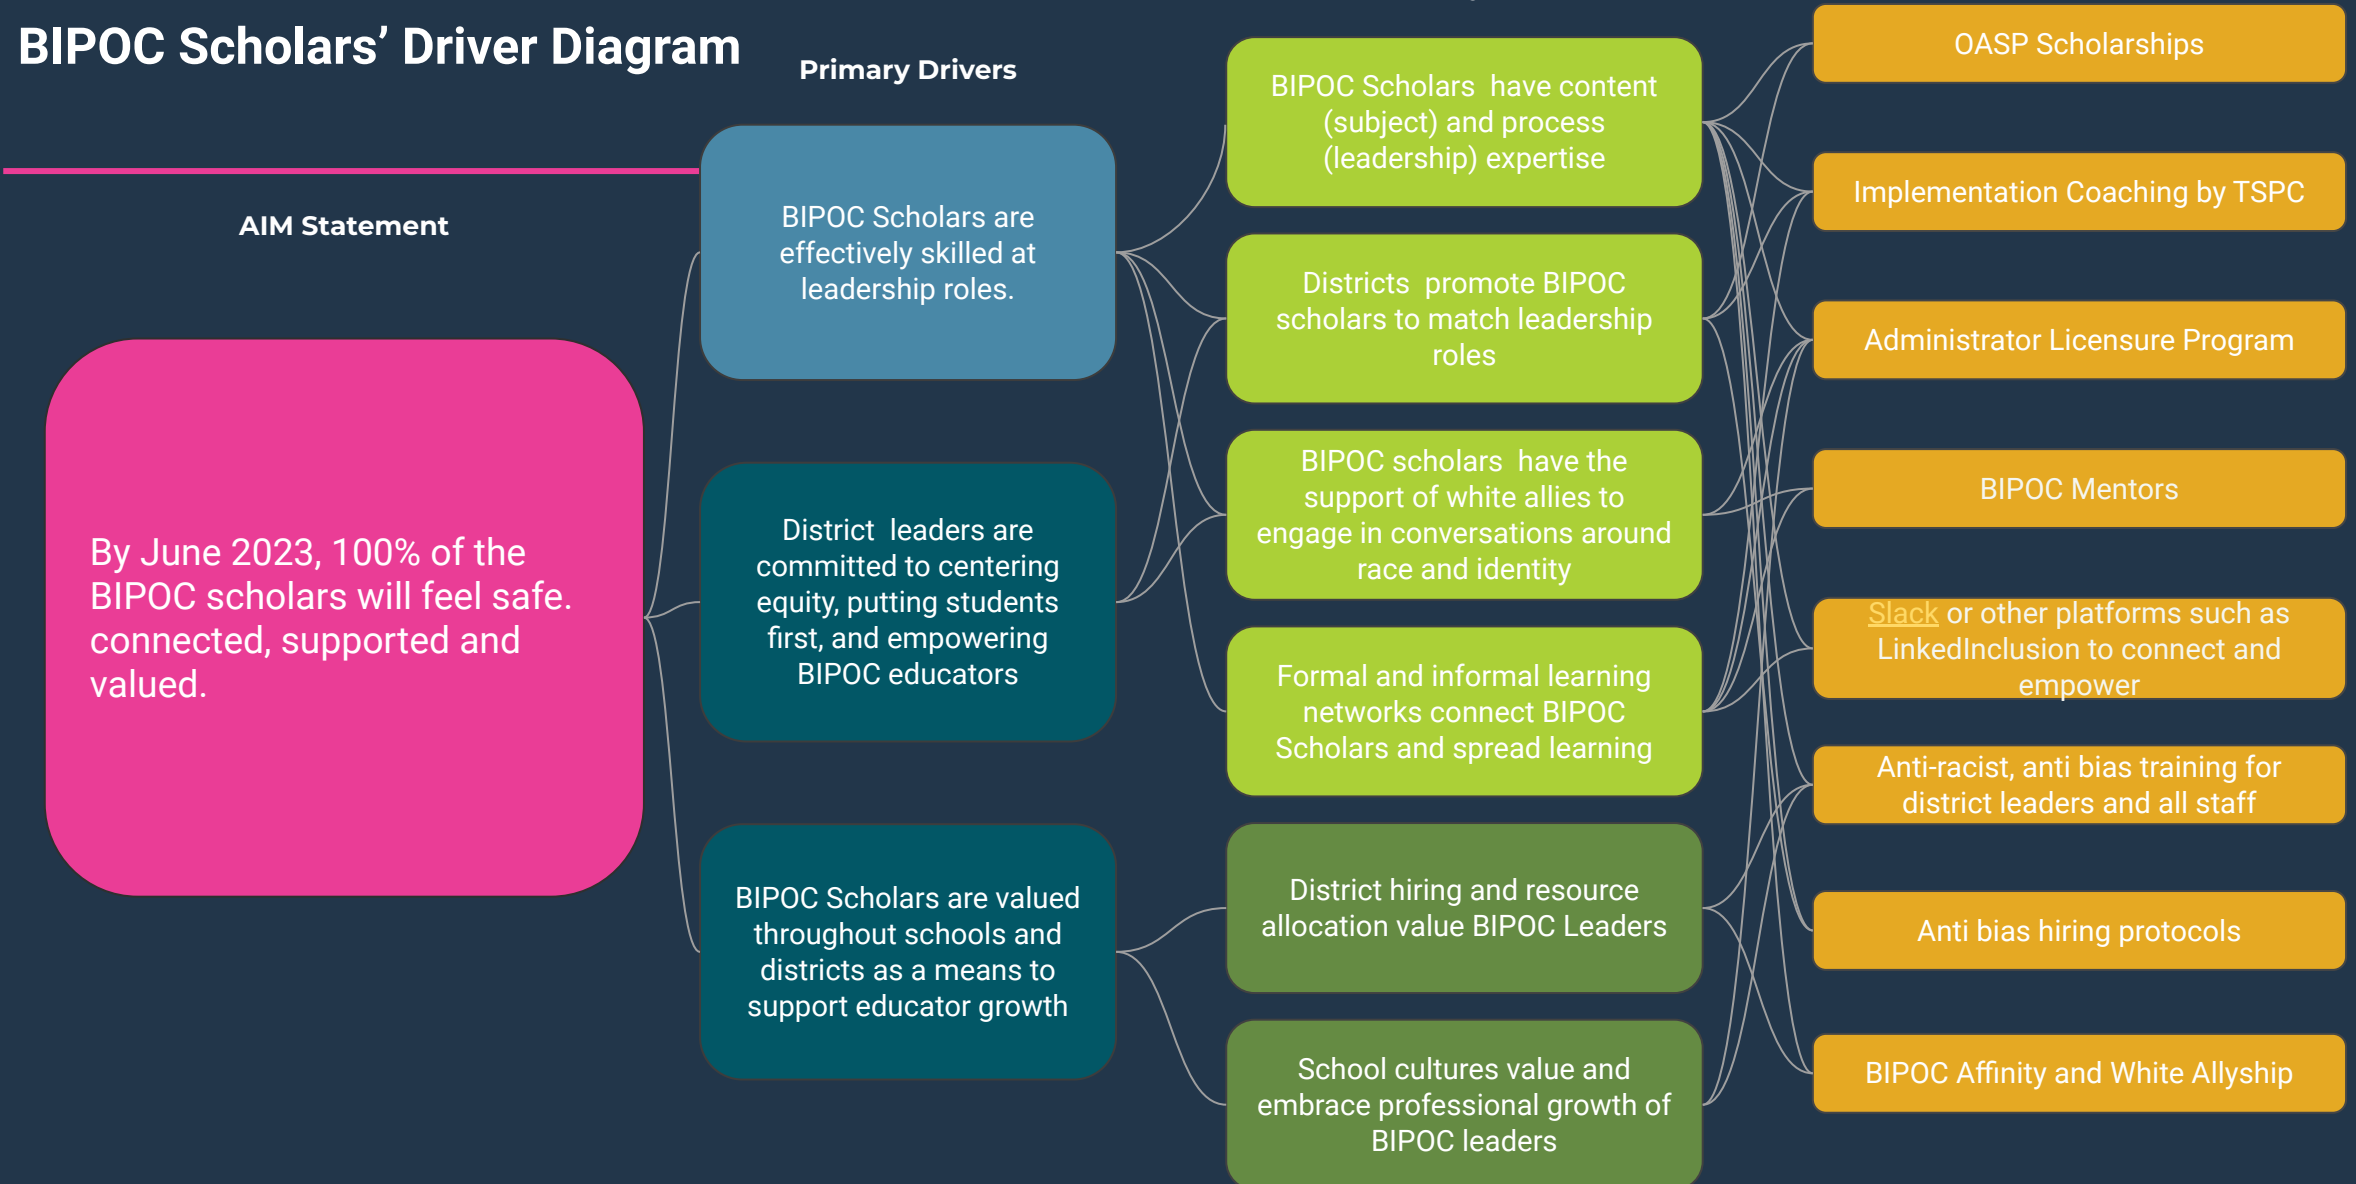 BIPOC Scholars’ Driver Diagram
Primary Drivers
AIM Statement
By June 2023, 100% of the
BIPOC scholars will feel safe.
connected, supported and
valued.
BIPOC Scholars are
effectively skilled at
leadership roles.
District leaders are
committed to centering
equity, putting students
first, and empowering
BIPOC educators
BIPOC Scholars are valued
throughout schools and
districts as a means to
support educator growth
BIPOC Scholars have content
(subject) and process
(leadership) expertise
Districts promote BIPOC
scholars to match leadership
roles
BIPOC scholars have the
support of white allies to
engage in conversations around
race and identity
Formal and informal learning
networks connect BIPOC
Scholars and spread learning
District hiring and resource
allocation value BIPOC Leaders
School cultures value and
embrace professional growth of
BIPOC leaders
OASP Scholarships
Implementation Coaching by TSPC
Administrator Licensure Program
BIPOC Mentors
Slack or other platforms such as
LinkedInclusion to connect and
empower
Anti-racist, anti bias training for
district leaders and all staff
Anti bias hiring protocols
BIPOC Affinity and White Allyship